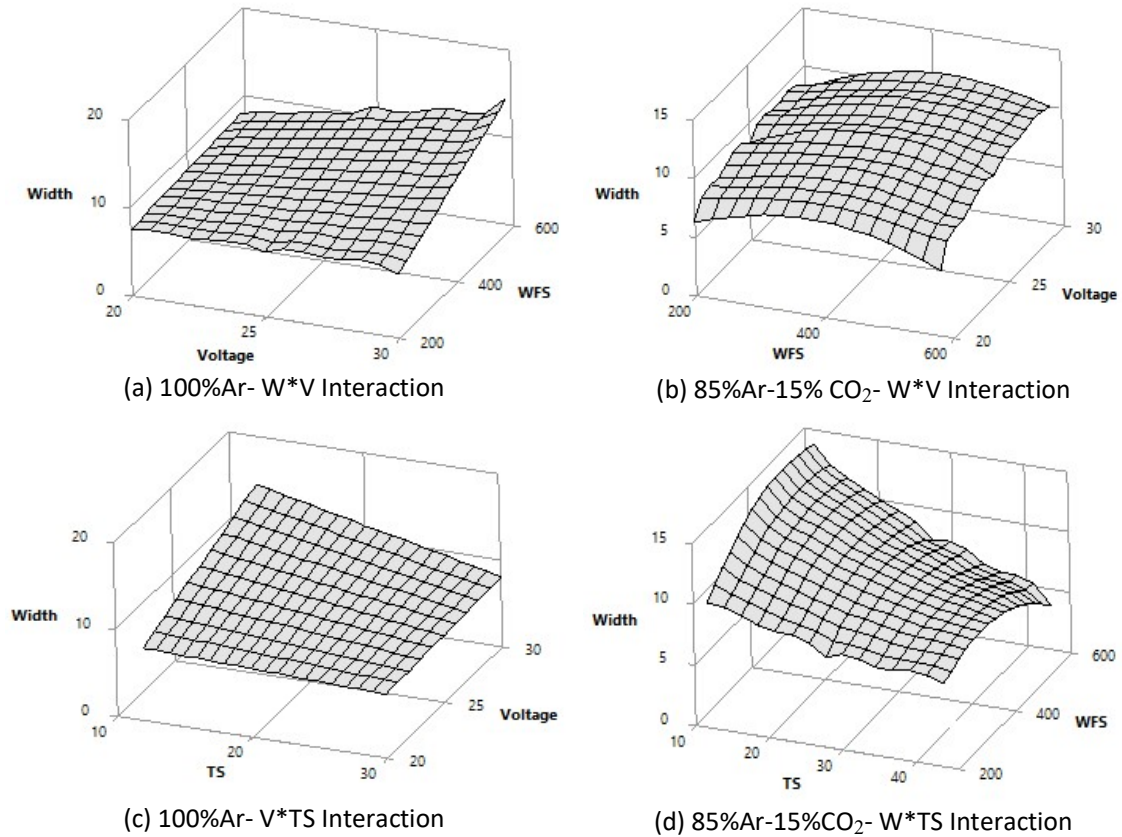 20
10
0
Width
20
25
30
Voltage
200
400
600
WFS
(a) 100%Ar- W*V Interaction
15
10
5
0
Width
200
400
600
WFS
20
25
30
Voltage
(b) 85%Ar-15% CO₂- W*V Interaction
20
10
0
Width
10
20
30
TS
20
25
30
Voltage
(c) 100%Ar- V*TS Interaction
15
10
5
0
Width
10
20
30
40
TS
200
400
600
WFS
(d) 85%Ar-15%CO₂- W*TS Interaction